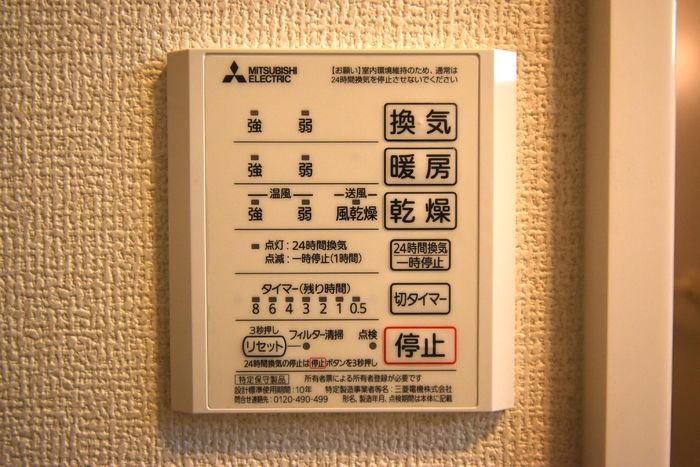 MITSUBISHI
ELECTRIC
【お願い】室内環境維持のため、通常は
24時間換気を停止させないでください
強 弱 換気
強 弱 暖房
温風 送風
強 弱 風乾燥 乾燥
点灯：24時間換気
点滅：一時停止(1時間)
24時間換気
一時停止
タイマー(残り時間)
8 6 4 3 2 1 0.5
切タイマー
3秒押し
リセット フィルター清掃 点検
停止
24時間換気の停止は停止ボタンを3秒押し
特定保守製品 所有者票による所有者登録が必要です
設計標準使用期間：10年 特定製造事業者等名：三菱電機株式会社
問合せ連絡先：0120-490-499 形名、製造年月、点検期間は本体に記載